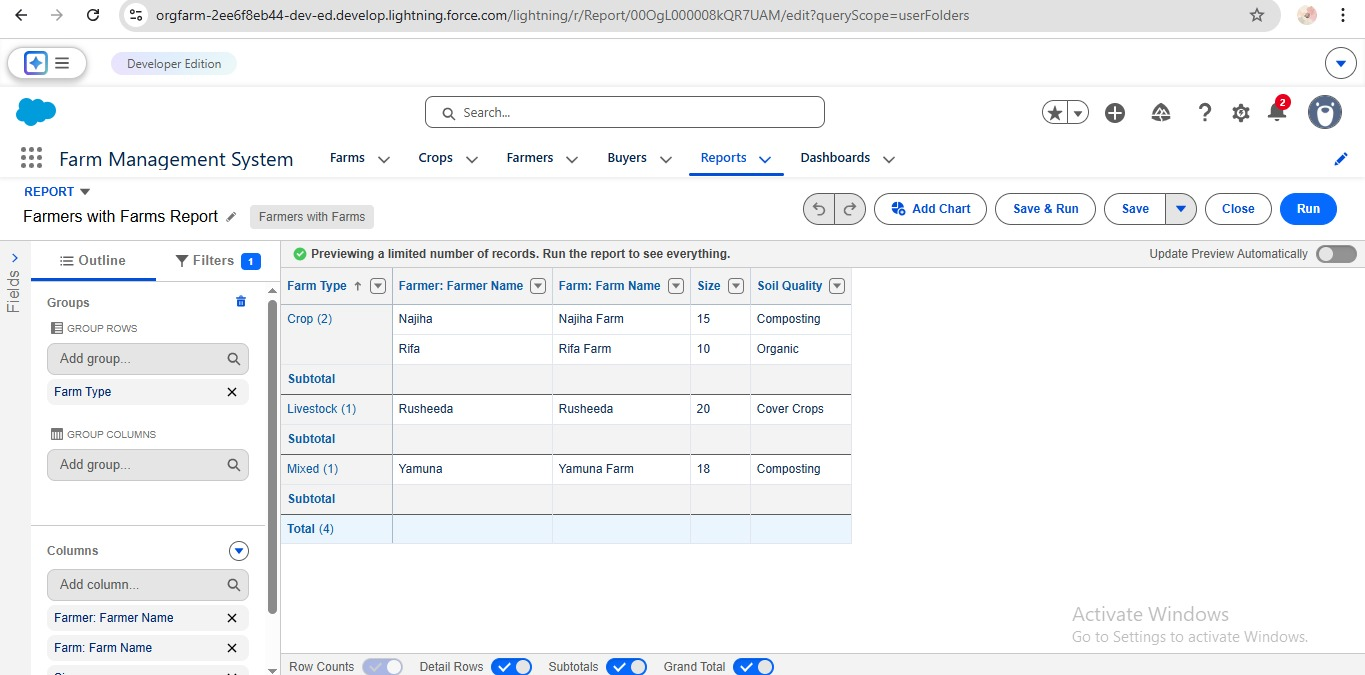 orgfarm-2ee6f8eb44-dev-ed.develop.lightning.force.com/lightning/r/Report/00OgL000008kQR7UAM/edit?queryScope=userFolders
Developer Edition
Search...
2
Farm Management System
Farms
Crops
Farmers
Buyers
Reports
Dashboards
REPORT
Farmers with Farms Report
Farmers with Farms
Add Chart
Save & Run
Save
Close
Run
Fields
Outline
Filters 1
Previewing a limited number of records. Run the report to see everything.
Update Preview Automatically
Groups
GROUP ROWS
Add group...
Farm Type
GROUP COLUMNS
Add group...
Columns
Add column...
Farmer: Farmer Name
Farm: Farm Name
Farm Type ↑ Farmer: Farmer Name Farm: Farm Name Size Soil Quality
Crop (2) Najiha Najiha Farm 15 Composting
Rifa Rifa Farm 10 Organic
Subtotal
Livestock (1) Rusheeda Rusheeda 20 Cover Crops
Subtotal
Mixed (1) Yamuna Yamuna Farm 18 Composting
Subtotal
Total (4)
Activate Windows
Go to Settings to activate Windows.
Row Counts
Detail Rows
Subtotals
Grand Total